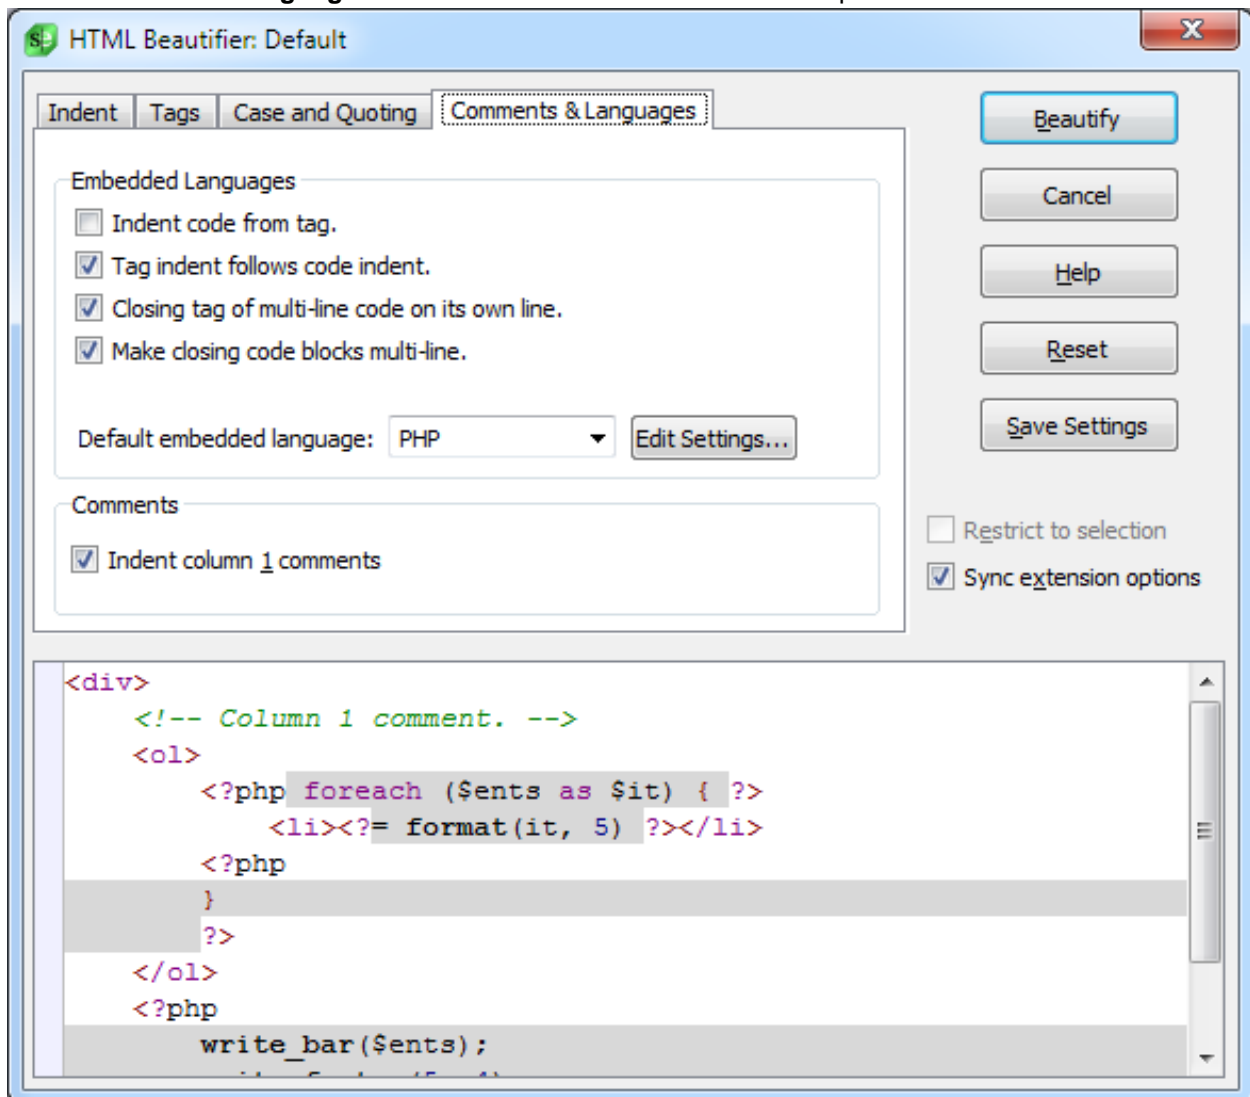 HTML Beautifier: Default
Indent Tags Case and Quoting Comments & Languages
Embedded Languages
Indent code from tag.
Tag indent follows code indent.
Closing tag of multi-line code on its own line.
Make closing code blocks multi-line.
Default embedded language: PHP Edit Settings...
Comments
Indent column 1 comments
Beautify
Cancel
Help
Reset
Save Settings
Restrict to selection
Sync extension options
<div>
<!-- Column 1 comment. -->
<ol>
<?php foreach ($ents as $it) { ?>
<li><?= format(it, 5) ?></li>
<?php
}
?>
</ol>
<?php
write_bar($ents);